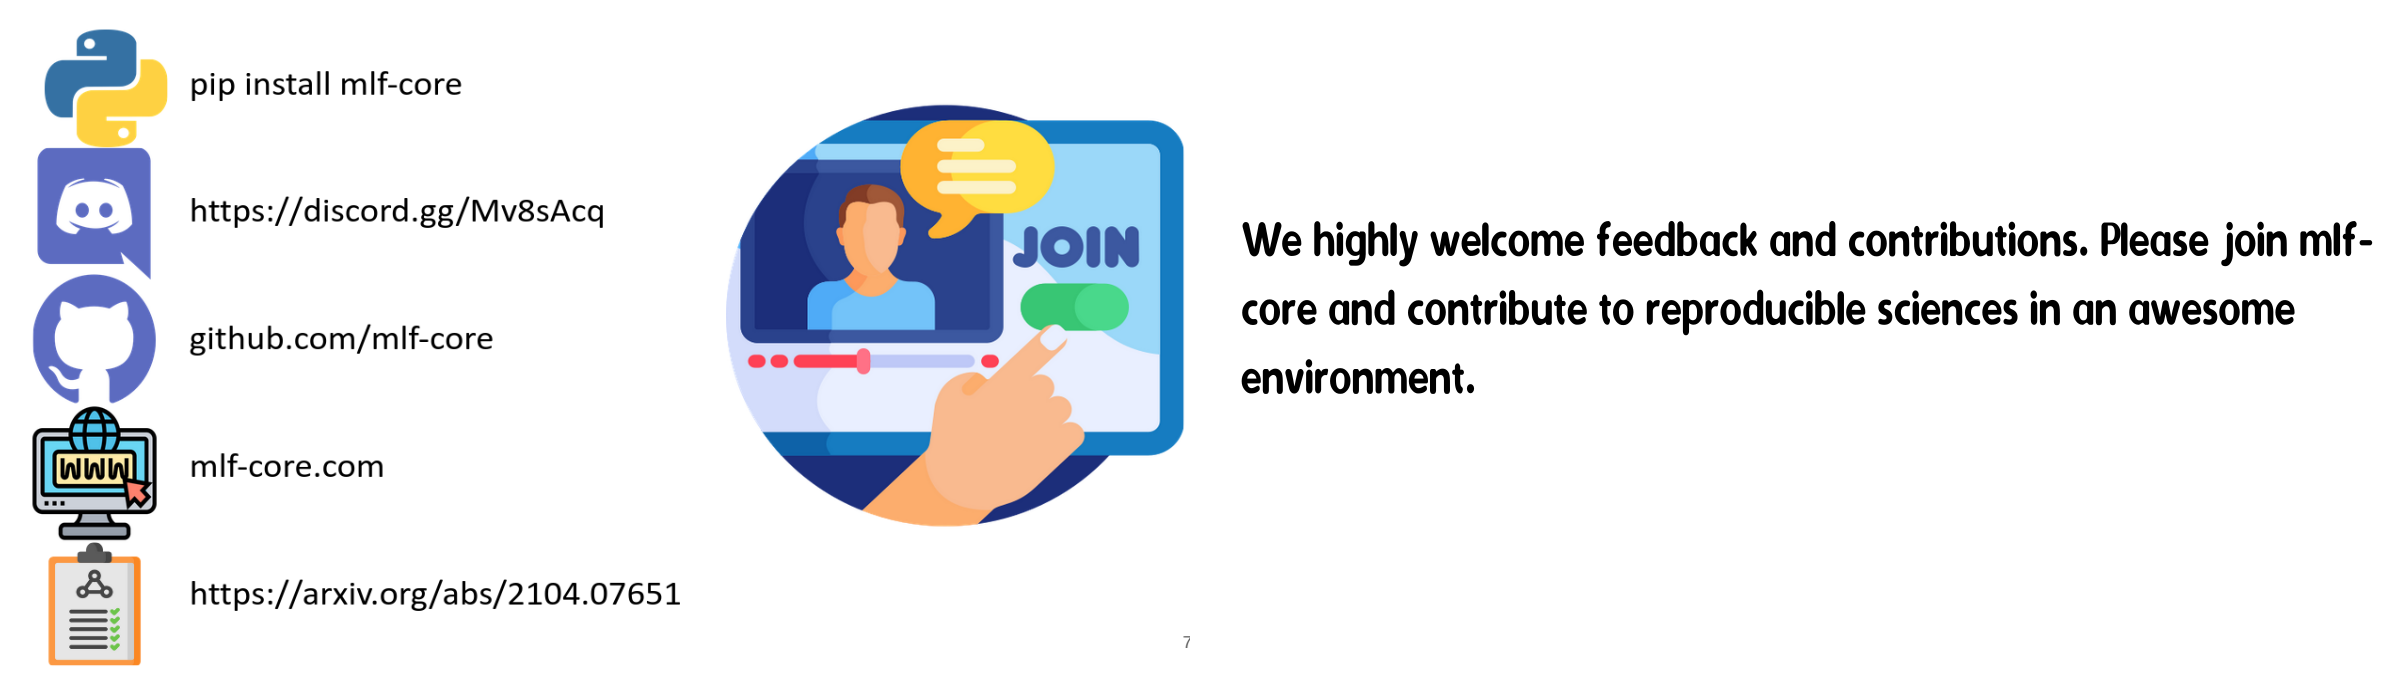 pip install mlf-core
https://discord.gg/Mv8sAcq
github.com/mlf-core
WWW
mlf-core.com
https://arxiv.org/abs/2104.07651
JOIN
7
We highly welcome feedback and contributions. Please join mlf-
core and contribute to reproducible sciences in an awesome
environment.